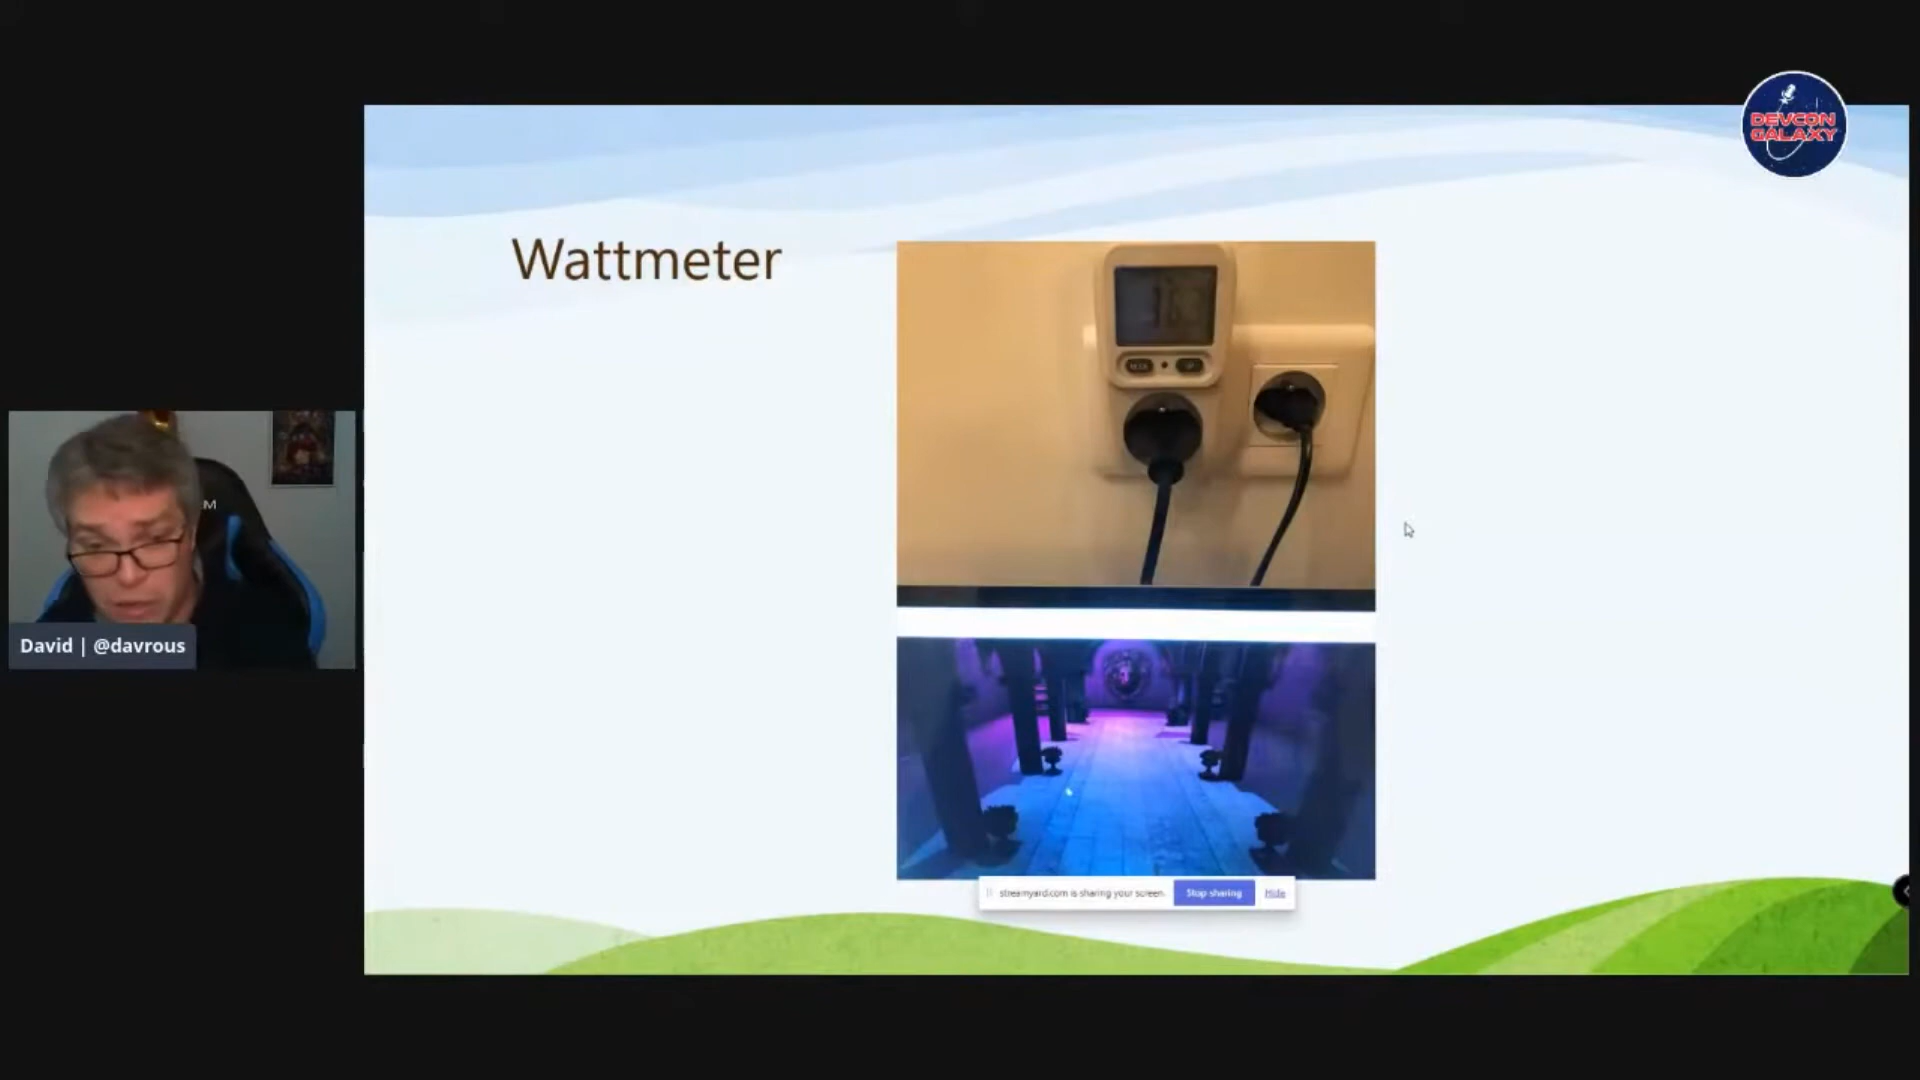 DEVCON
GALAXY
Wattmeter
M
David | @davrous
streamyard.com is sharing your screen.
Stop sharing
Hide